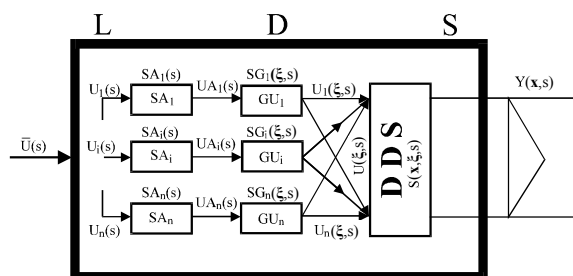 L D S
SA₁(s) SG₁(ξ,s)
U₁(s) UA₁(s) U₁(ξ,s) Y(x,s)
SA₁ GU₁
SAᵢ(s) SGᵢ(ξ,s)
Ū(s) Uᵢ(s) UAᵢ(s) U(ξ,s) DDS S(x,ξ,s)
SAᵢ GUᵢ
SAₙ(s) SGₙ(ξ,s)
UAₙ(s)
SAₙ GUₙ
Uₙ(s) Uₙ(ξ,s)